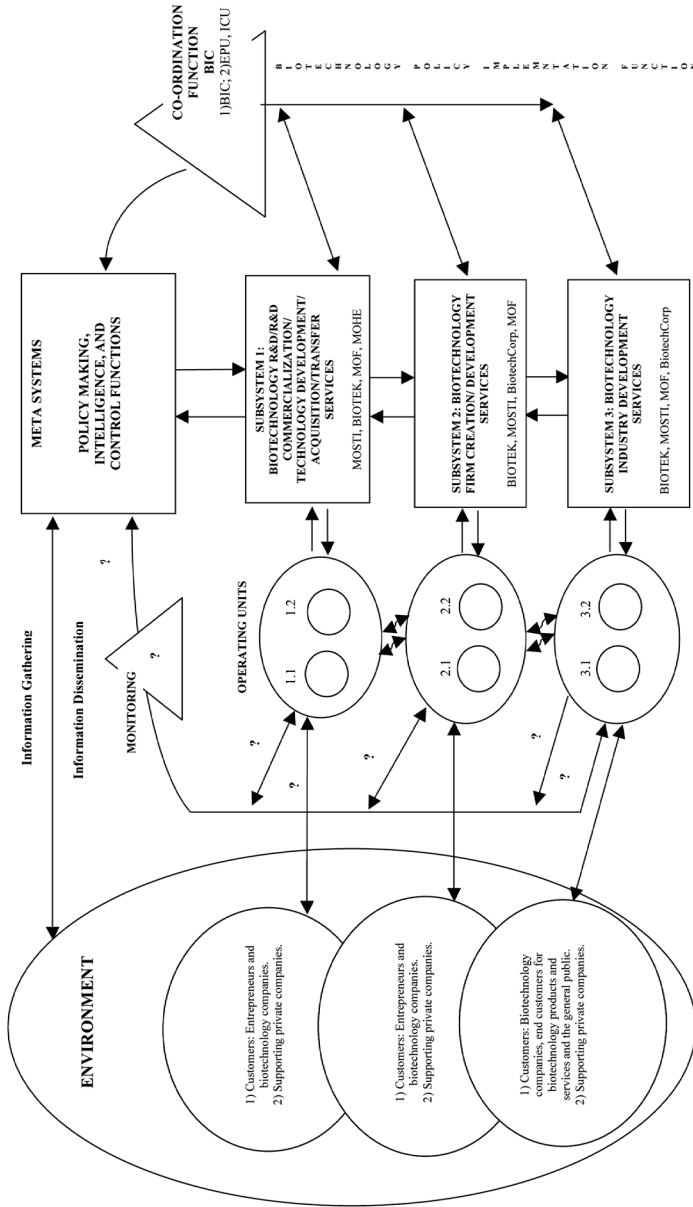 Information Gathering
Information Dissemination
META SYSTEMS
POLICY MAKING,
INTELLIGENCE, AND
CONTROL FUNCTIONS
CO-ORDINATION
FUNCTION
BIC
1)BIC; 2)EPU, ICU
MONITORING
?
?
ENVIRONMENT
OPERATING UNITS
1.1
1.2
SUBSYSTEM 1:
BIOTECHNOLOGY R&D/R&D
COMMERCIALIZATION/
TECHNOLOGY DEVELOPMENT/
ACQUISITION/TRANSFER
SERVICES
MOSTI, BIOTEK, MOF, MOHE
?
?
1) Customers: Entrepreneurs and
biotechnology companies.
2) Supporting private companies.
2.1
2.2
SUBSYSTEM 2: BIOTECHNOLOGY
FIRM CREATION/ DEVELOPMENT
SERVICES
BIOTEK, MOSTI, BiotechCorp, MOF
?
1) Customers: Entrepreneurs and
biotechnology companies.
2) Supporting private companies.
3.1
3.2
SUBSYSTEM 3: BIOTECHNOLOGY
INDUSTRY DEVELOPMENT
SERVICES
BIOTEK, MOSTI, MOF, BiotechCorp
?
?
1) Customers: Biotechnology
companies, end customers for
biotechnology products and
services and the general public.
2) Supporting private companies.
BIOTECHNOLOGY POLICY IMPLEMNTATION FUNCTION